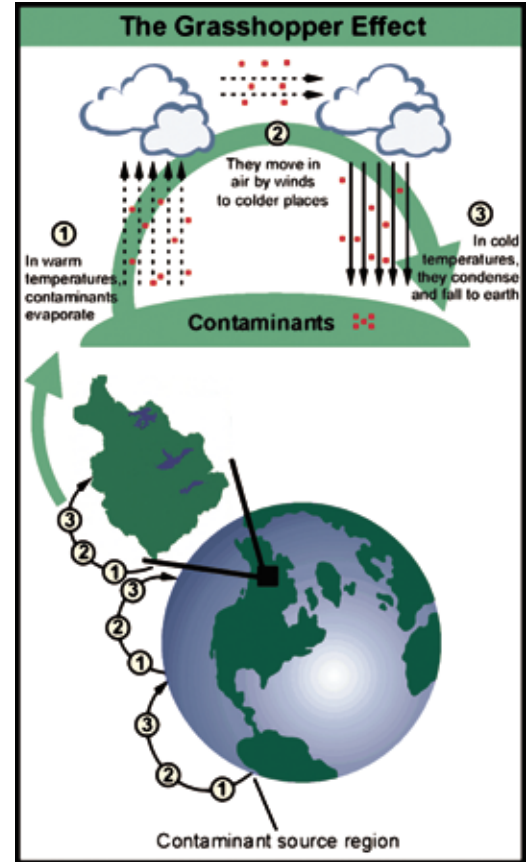 The Grasshopper Effect
2
They move in
air by winds
to colder places
1
In warm
temperatures,
contaminants
evaporate
3
In cold
temperatures,
they condense
and fall to earth
Contaminants
3
2
1
3
2
1
3
2
1
Contaminant source region